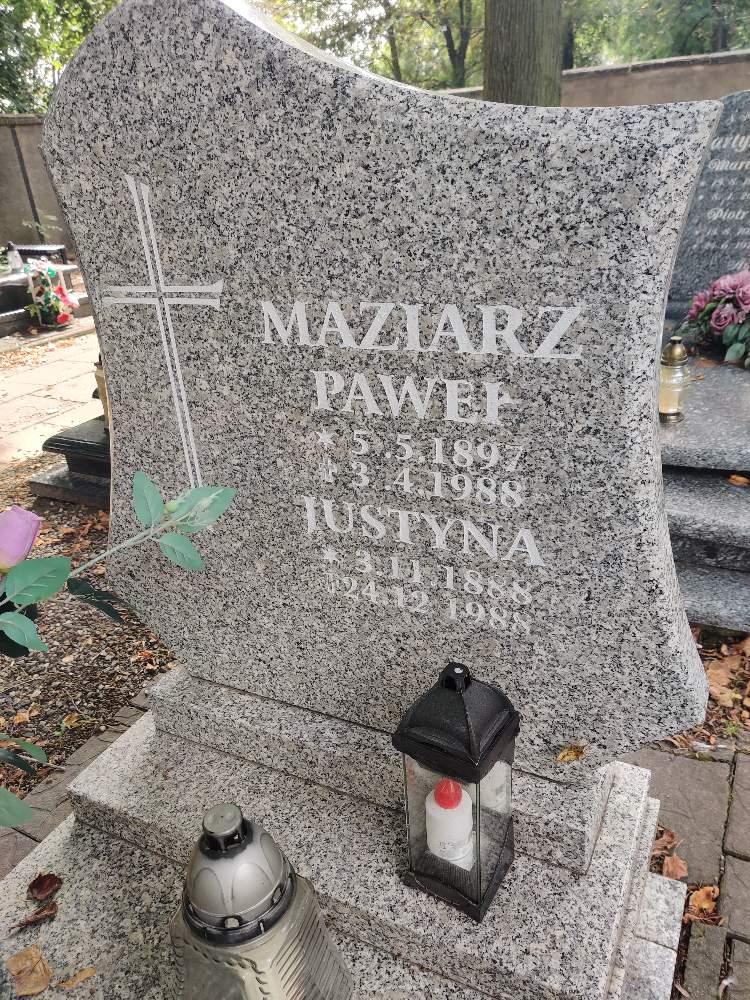 MAZIARZ
PAWEŁ
★ 5.5.1897
✝ 3.4.1988
JUSTYNA
★ 3.11.1888
✝ 24.12.1988